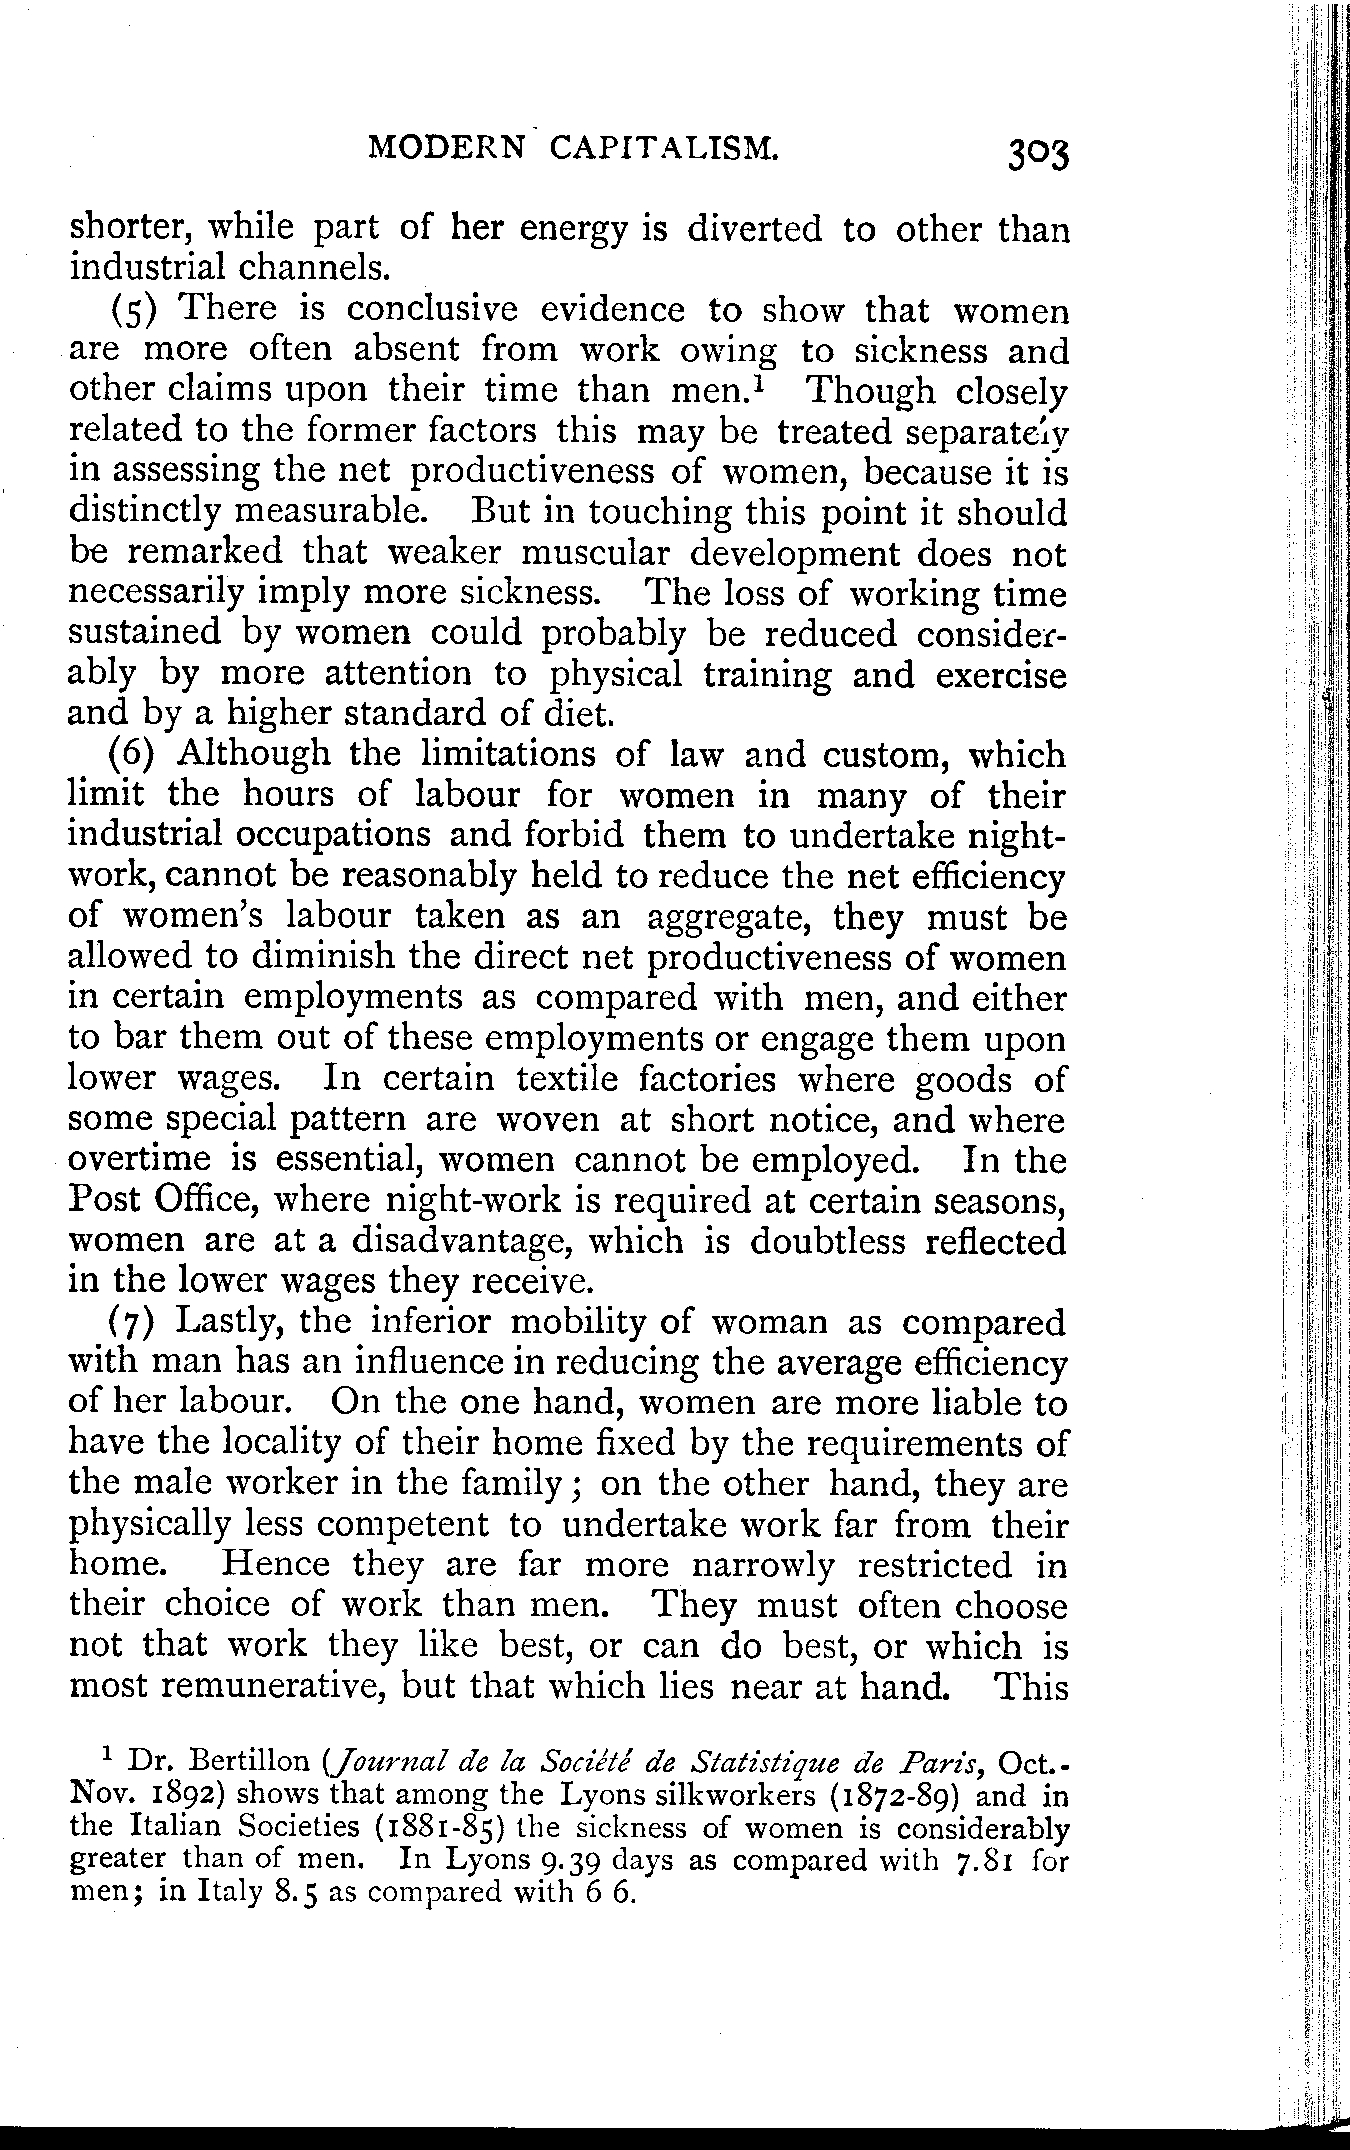 MODERN CAPITALISM. 303
shorter, while part of her energy is diverted to other than
industrial channels.
(5) There is conclusive evidence to show that women
are more often absent from work owing to sickness and
other claims upon their time than men.¹ Though closely
related to the former factors this may be treated separately
in assessing the net productiveness of women, because it is
distinctly measurable. But in touching this point it should
be remarked that weaker muscular development does not
necessarily imply more sickness. The loss of working time
sustained by women could probably be reduced consider-
ably by more attention to physical training and exercise
and by a higher standard of diet.
(6) Although the limitations of law and custom, which
limit the hours of labour for women in many of their
industrial occupations and forbid them to undertake night-
work, cannot be reasonably held to reduce the net efficiency
of women's labour taken as an aggregate, they must be
allowed to diminish the direct net productiveness of women
in certain employments as compared with men, and either
to bar them out of these employments or engage them upon
lower wages. In certain textile factories where goods of
some special pattern are woven at short notice, and where
overtime is essential, women cannot be employed. In the
Post Office, where night-work is required at certain seasons,
women are at a disadvantage, which is doubtless reflected
in the lower wages they receive.
(7) Lastly, the inferior mobility of woman as compared
with man has an influence in reducing the average efficiency
of her labour. On the one hand, women are more liable to
have the locality of their home fixed by the requirements of
the male worker in the family; on the other hand, they are
physically less competent to undertake work far from their
home. Hence they are far more narrowly restricted in
their choice of work than men. They must often choose
not that work they like best, or can do best, or which is
most remunerative, but that which lies near at hand. This
¹ Dr. Bertillon (Journal de la Société de Statistique de Paris, Oct.-
Nov. 1892) shows that among the Lyons silkworkers (1872-89) and in
the Italian Societies (1881-85) the sickness of women is considerably
greater than of men. In Lyons 9.39 days as compared with 7.81 for
men; in Italy 8.5 as compared with 6 6.